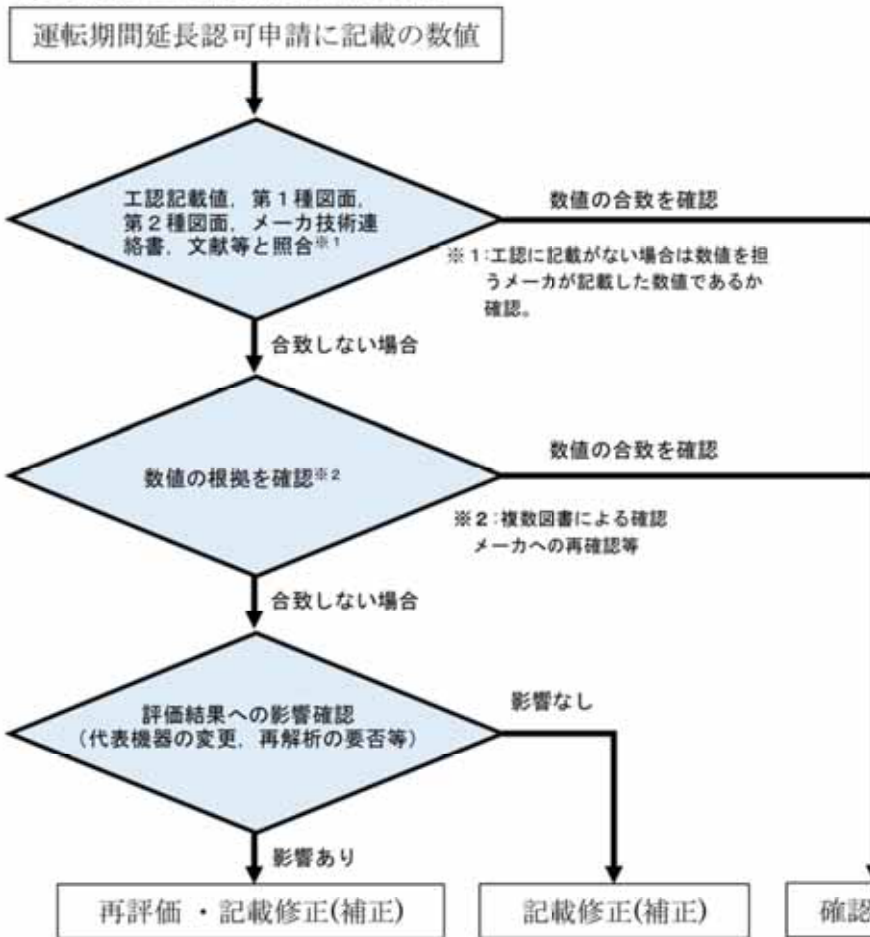 運転期間延長認可申請に記載の数値
工認記載値，第１種図面，
第２種図面，メーカ技術連
絡書，文献等と照合※１
数値の合致を確認
※１：工認に記載がない場合は数値を担
うメーカが記載した数値であるか
確認。
合致しない場合
数値の根拠を確認※２
数値の合致を確認
※２：複数図書による確認
メーカへの再確認等
合致しない場合
評価結果への影響確認
（代表機器の変更，再解析の要否等）
影響なし
影響あり
再評価・記載修正(補正)
記載修正(補正)
確認